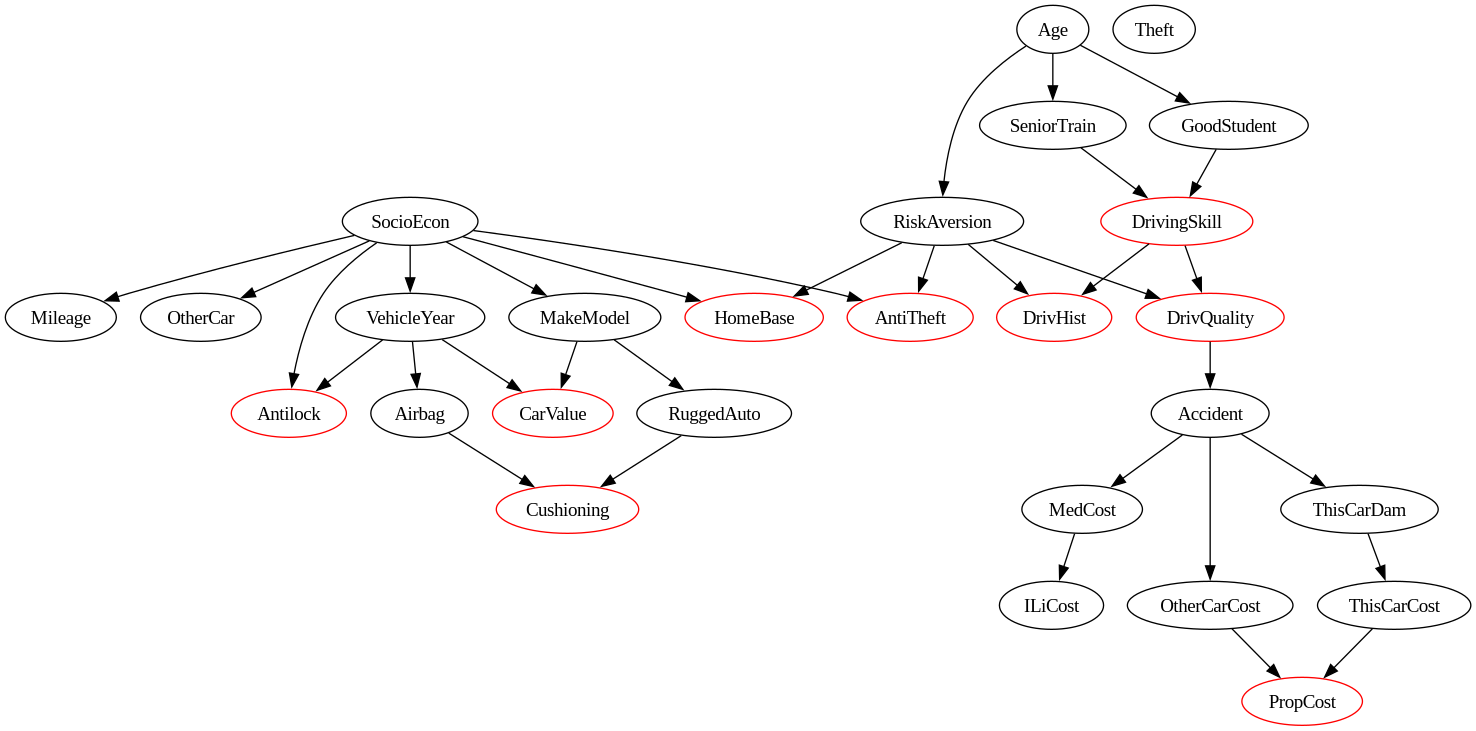 Age
Theft
SeniorTrain
GoodStudent
SocioEcon
RiskAversion
DrivingSkill
Mileage
OtherCar
VehicleYear
MakeModel
HomeBase
AntiTheft
DrivHist
DrivQuality
Antilock
Airbag
CarValue
RuggedAuto
Accident
Cushioning
MedCost
ThisCarDam
ILiCost
OtherCarCost
ThisCarCost
PropCost